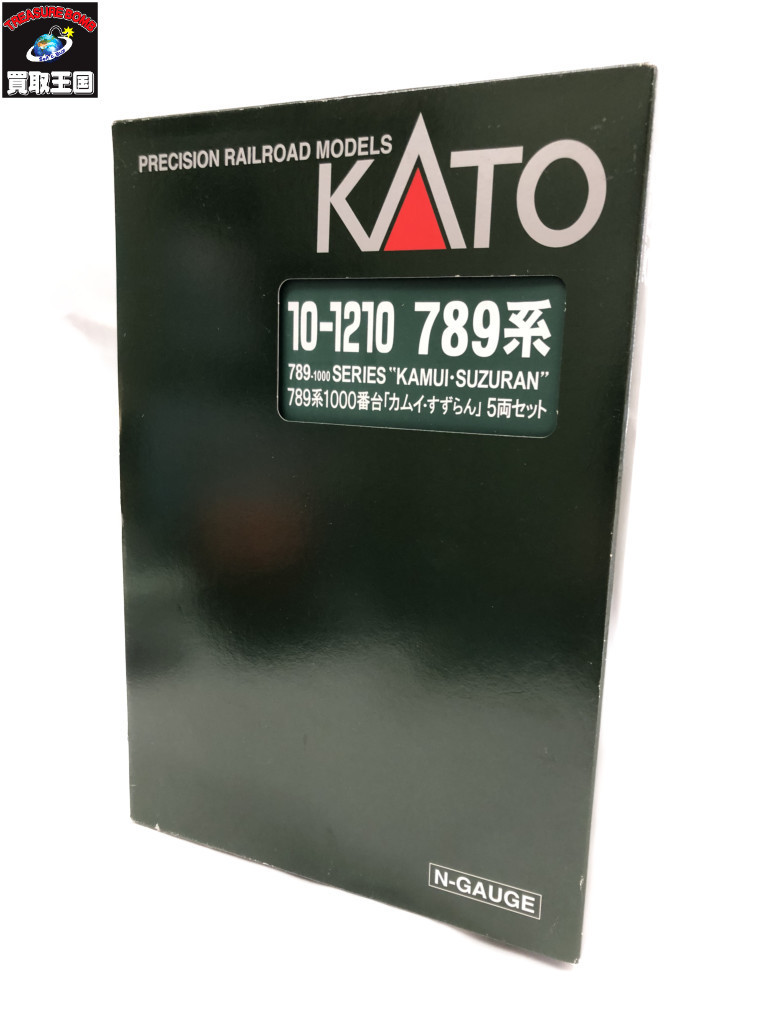 TREASURE BOMB
買取王国
PRECISION RAILROAD MODELS
KATO
10-1210 789系
789-1000 SERIES "KAMUI・SUZURAN"
789系1000番台「カムイ・すずらん」5両セット
N-GAUGE